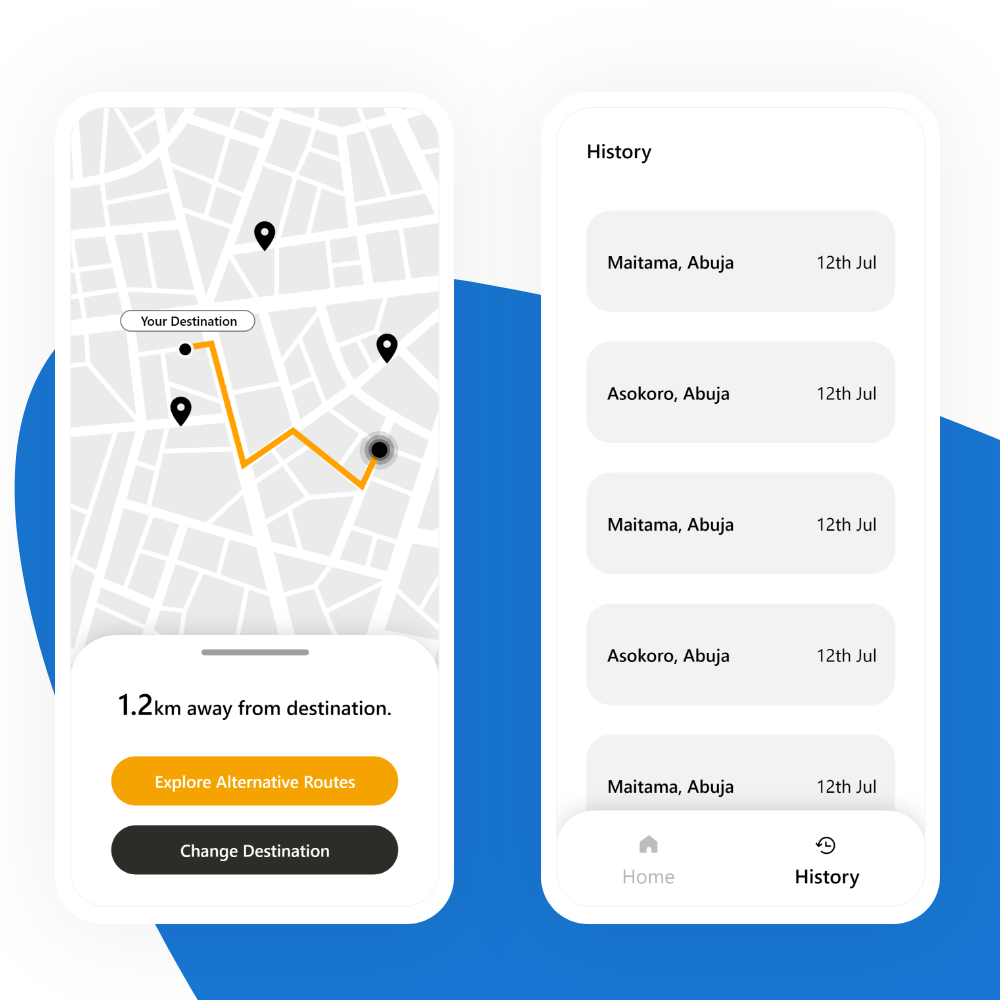 Your Destination
1.2km away from destination.
Explore Alternative Routes
Change Destination
History
Maitama, Abuja 12th Jul
Asokoro, Abuja 12th Jul
Maitama, Abuja 12th Jul
Asokoro, Abuja 12th Jul
Maitama, Abuja 12th Jul
Home History